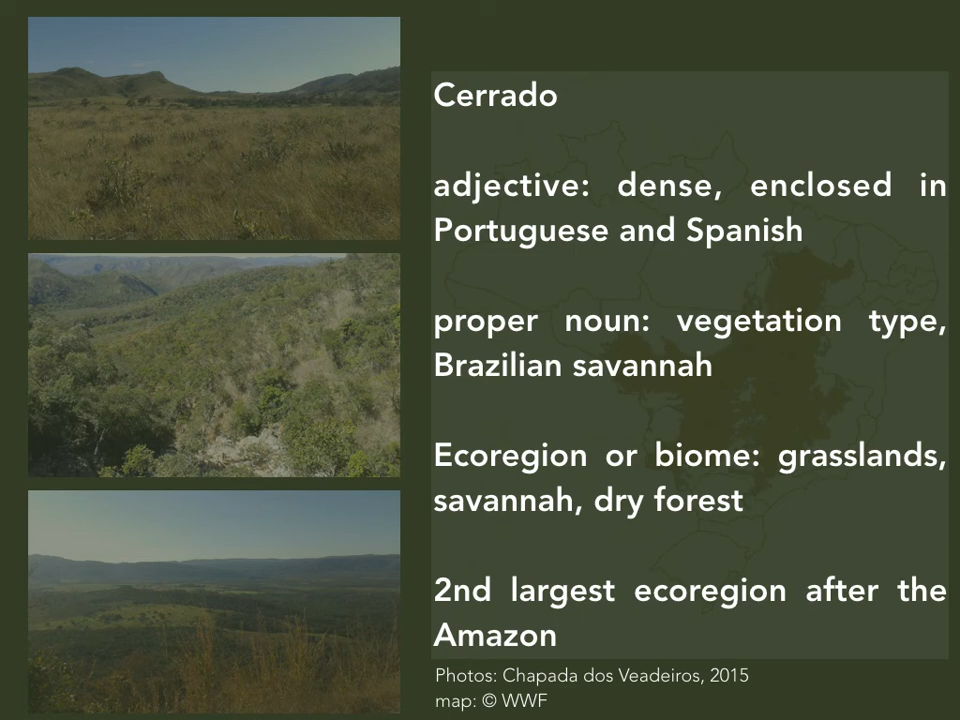 Cerrado
adjective: dense, enclosed in
Portuguese and Spanish
proper noun: vegetation type,
Brazilian savannah
Ecoregion or biome: grasslands,
savannah, dry forest
2nd largest ecoregion after the
Amazon
Photos: Chapada dos Veadeiros, 2015
map: © WWF